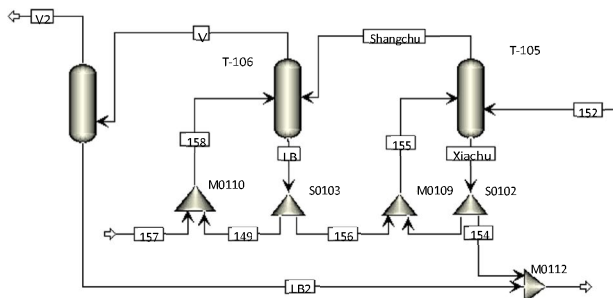 V2
V
Shangchu
T-106
T-105
152
158
LB
155
Xiachu
M0110
S0103
M0109
S0102
157
149
156
154
M0112
LB2